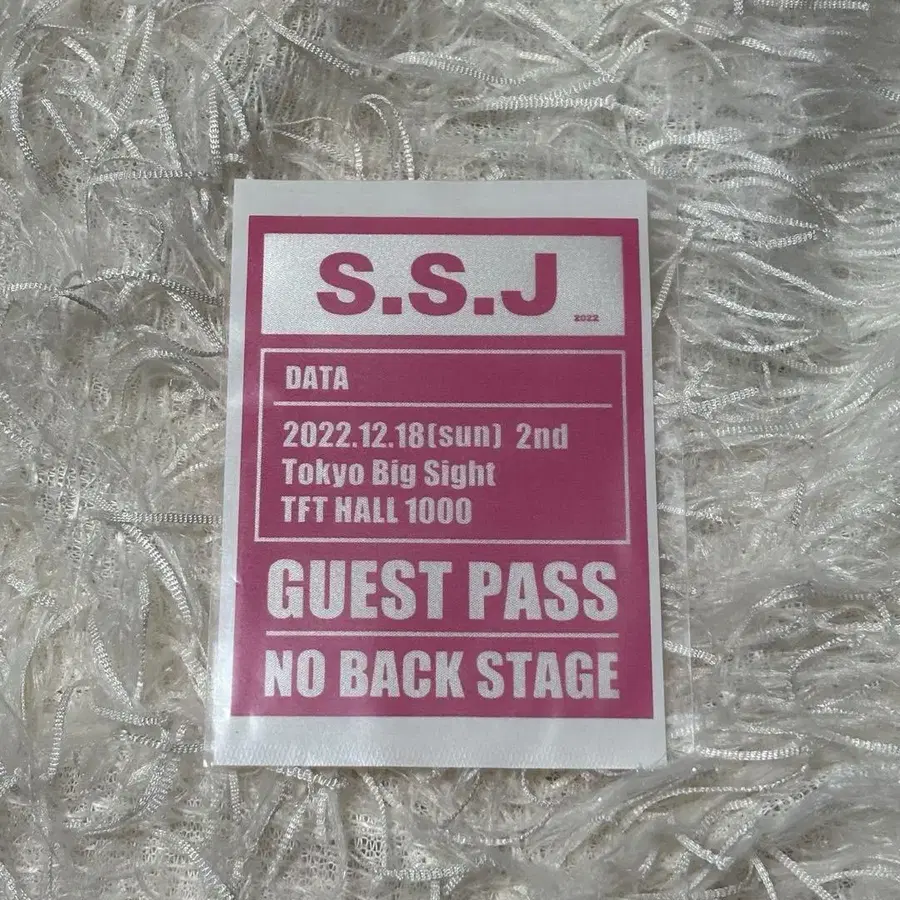 S.S.J
2022
DATA
2022.12.18(sun) 2nd
Tokyo Big Sight
TFT HALL 1000
GUEST PASS
NO BACK STAGE